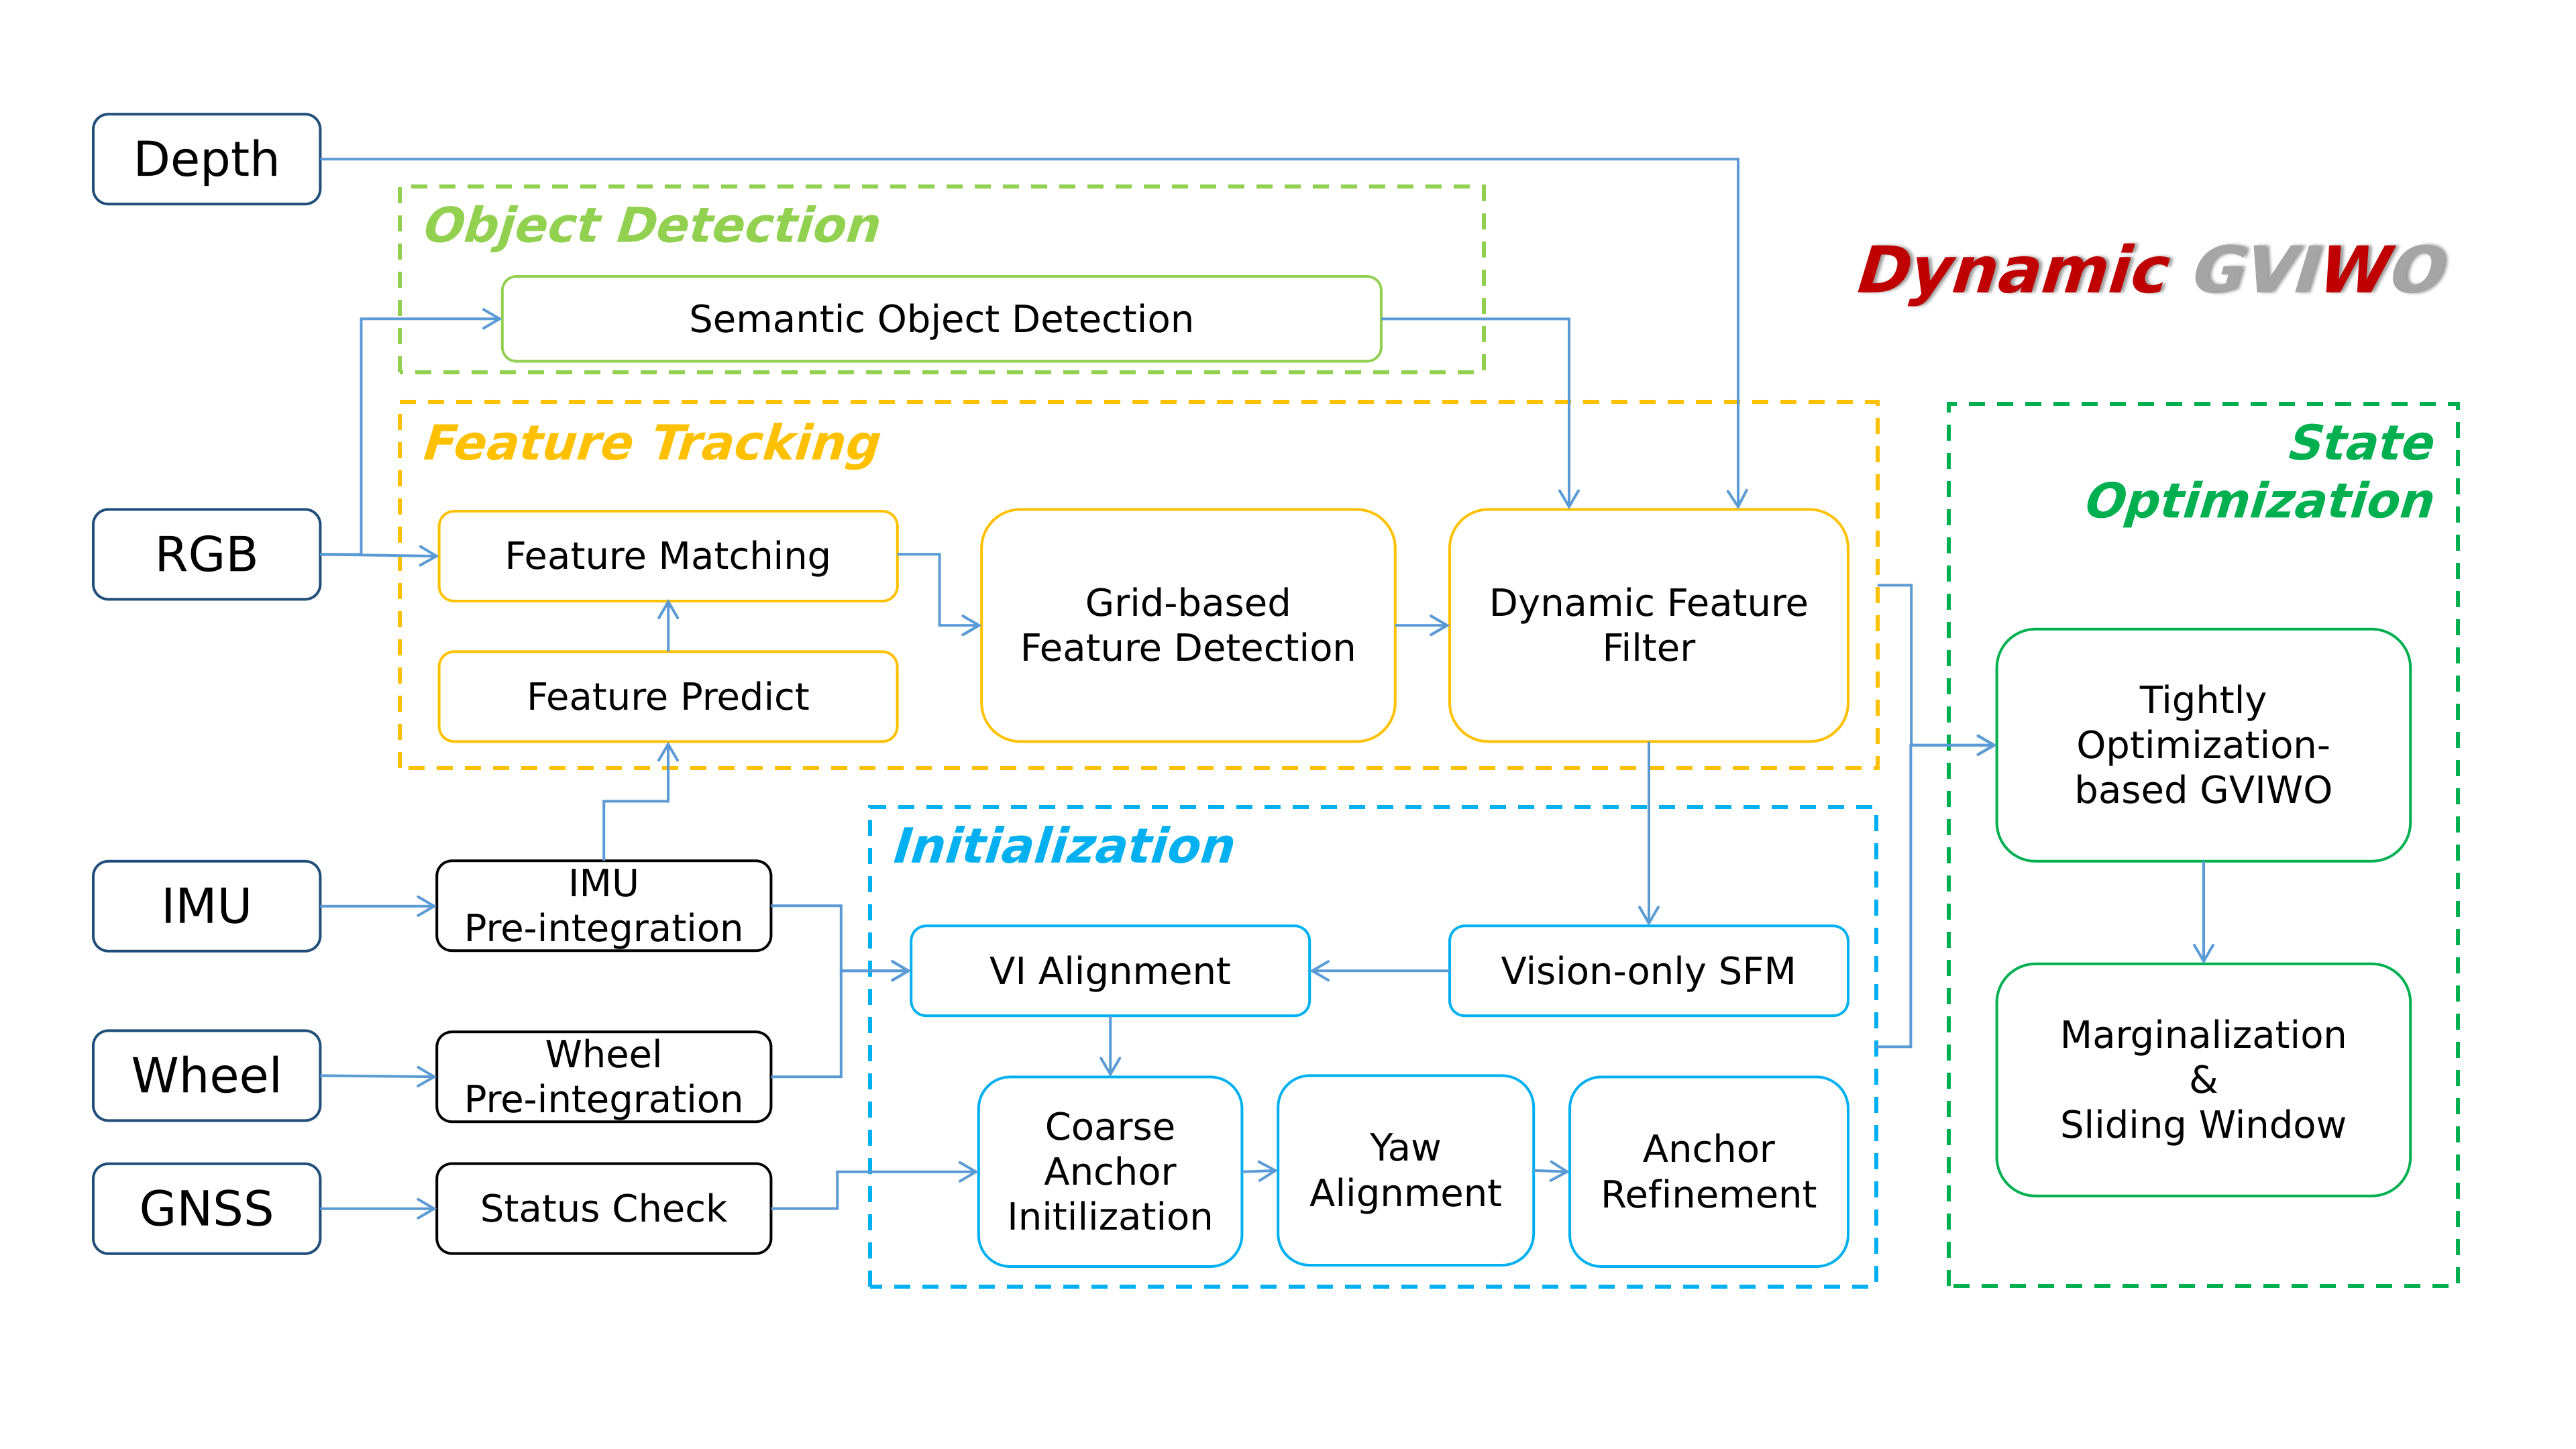 Depth
Object Detection
Semantic Object Detection
Dynamic GVIWO
Feature Tracking
RGB
Feature Matching
Feature Predict
Grid-based
Feature Detection
Dynamic Feature
Filter
State
Optimization
Tightly
Optimization-
based GVIWO
Marginalization
&
Sliding Window
Initialization
IMU
IMU
Pre-integration
VI Alignment
Vision-only SFM
Wheel
Wheel
Pre-integration
GNSS
Status Check
Coarse
Anchor
Initilization
Yaw
Alignment
Anchor
Refinement